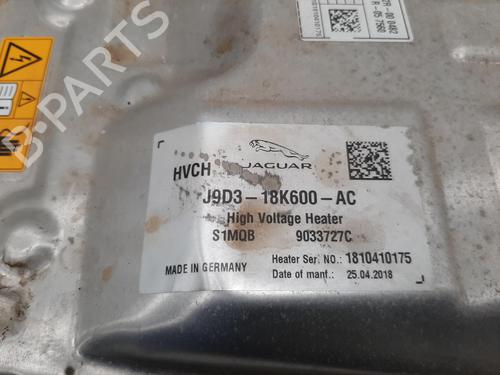 B-PARTS
HVCH
JAGUAR
J9D3-18K600-AC
High Voltage Heater
S1MQB 9033727C
MADE IN GERMANY
Heater Ser. NO.: 1810410175
Date of manf.: 25.04.2018